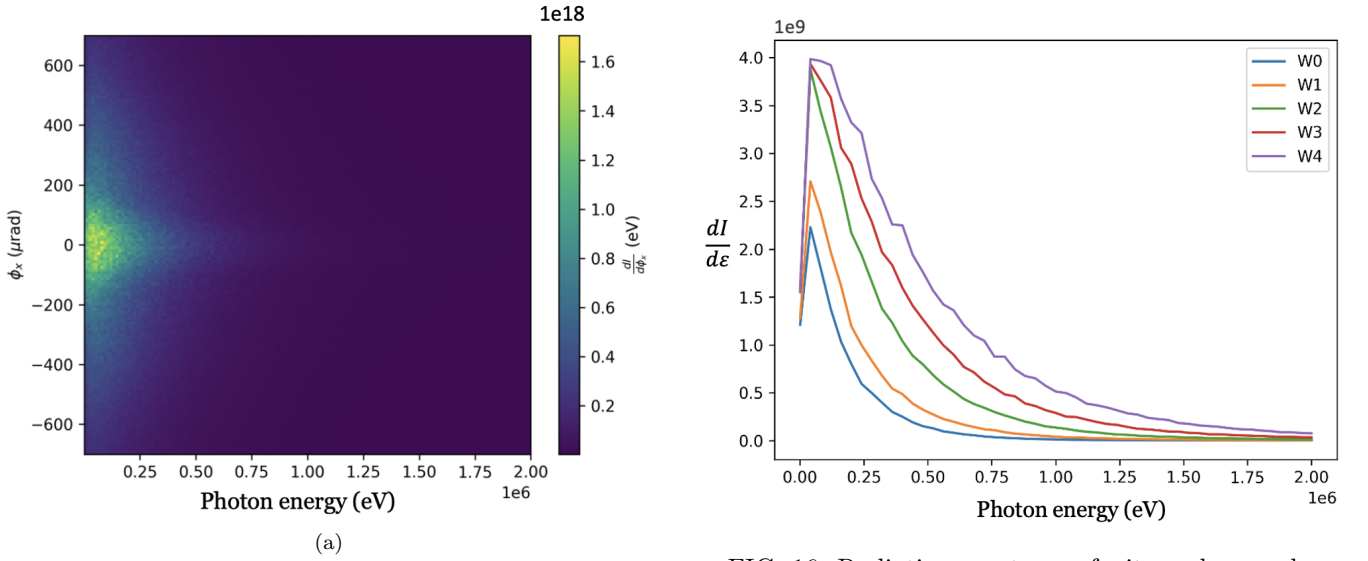 1e18
600
400
200
0
−200
−400
−600
ϕx (μrad)
0.25 0.50 0.75 1.00 1.25 1.50 1.75 2.00
1e6
Photon energy (eV)
1.6
1.4
1.2
1.0
0.8
0.6
0.4
0.2
dI/dϕx (eV)
(a)
1e9
4.0
3.5
3.0
2.5
2.0
1.5
1.0
0.5
0.0
dI/dε
W0
W1
W2
W3
W4
0.00 0.25 0.50 0.75 1.00 1.25 1.50 1.75 2.00
1e6
Photon energy (eV)